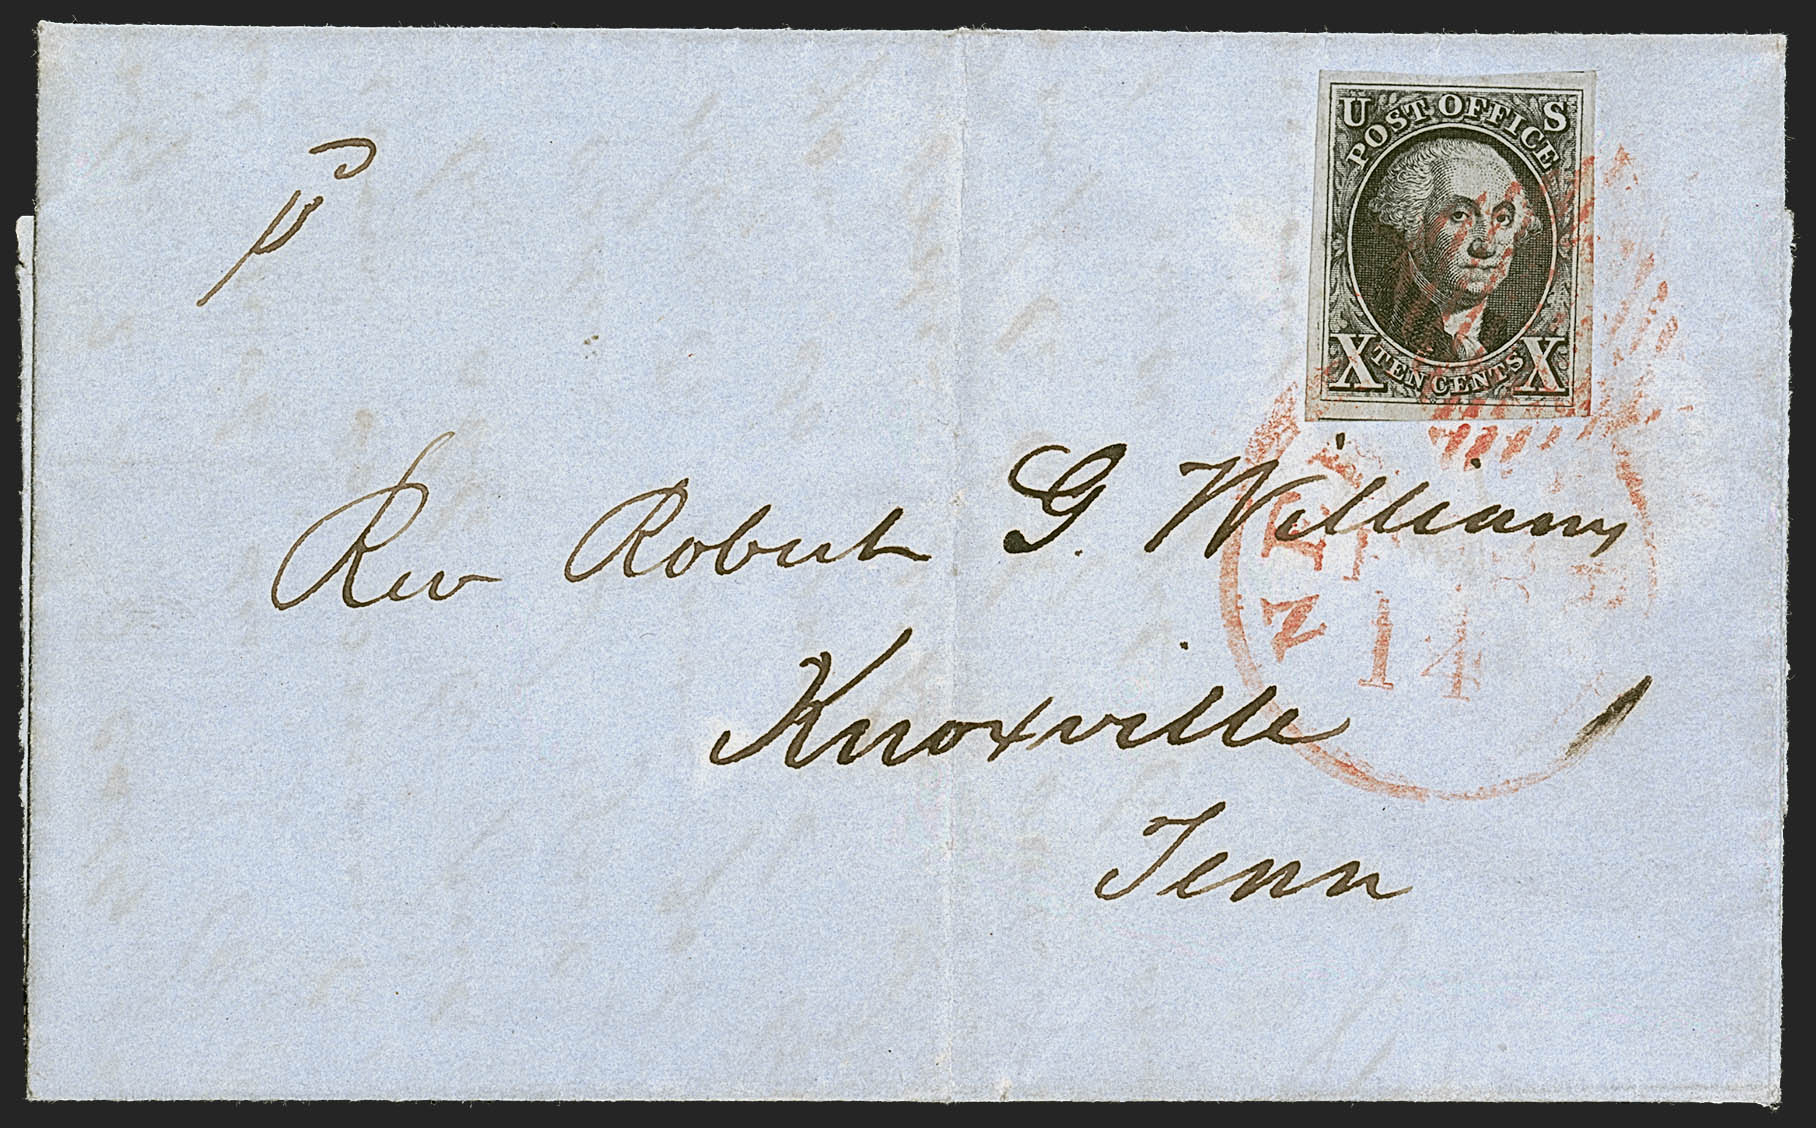 U S
POST OFFICE
X TEN CENTS X
P
Rev Robert G. Williams
14
Knoxville
Tenn